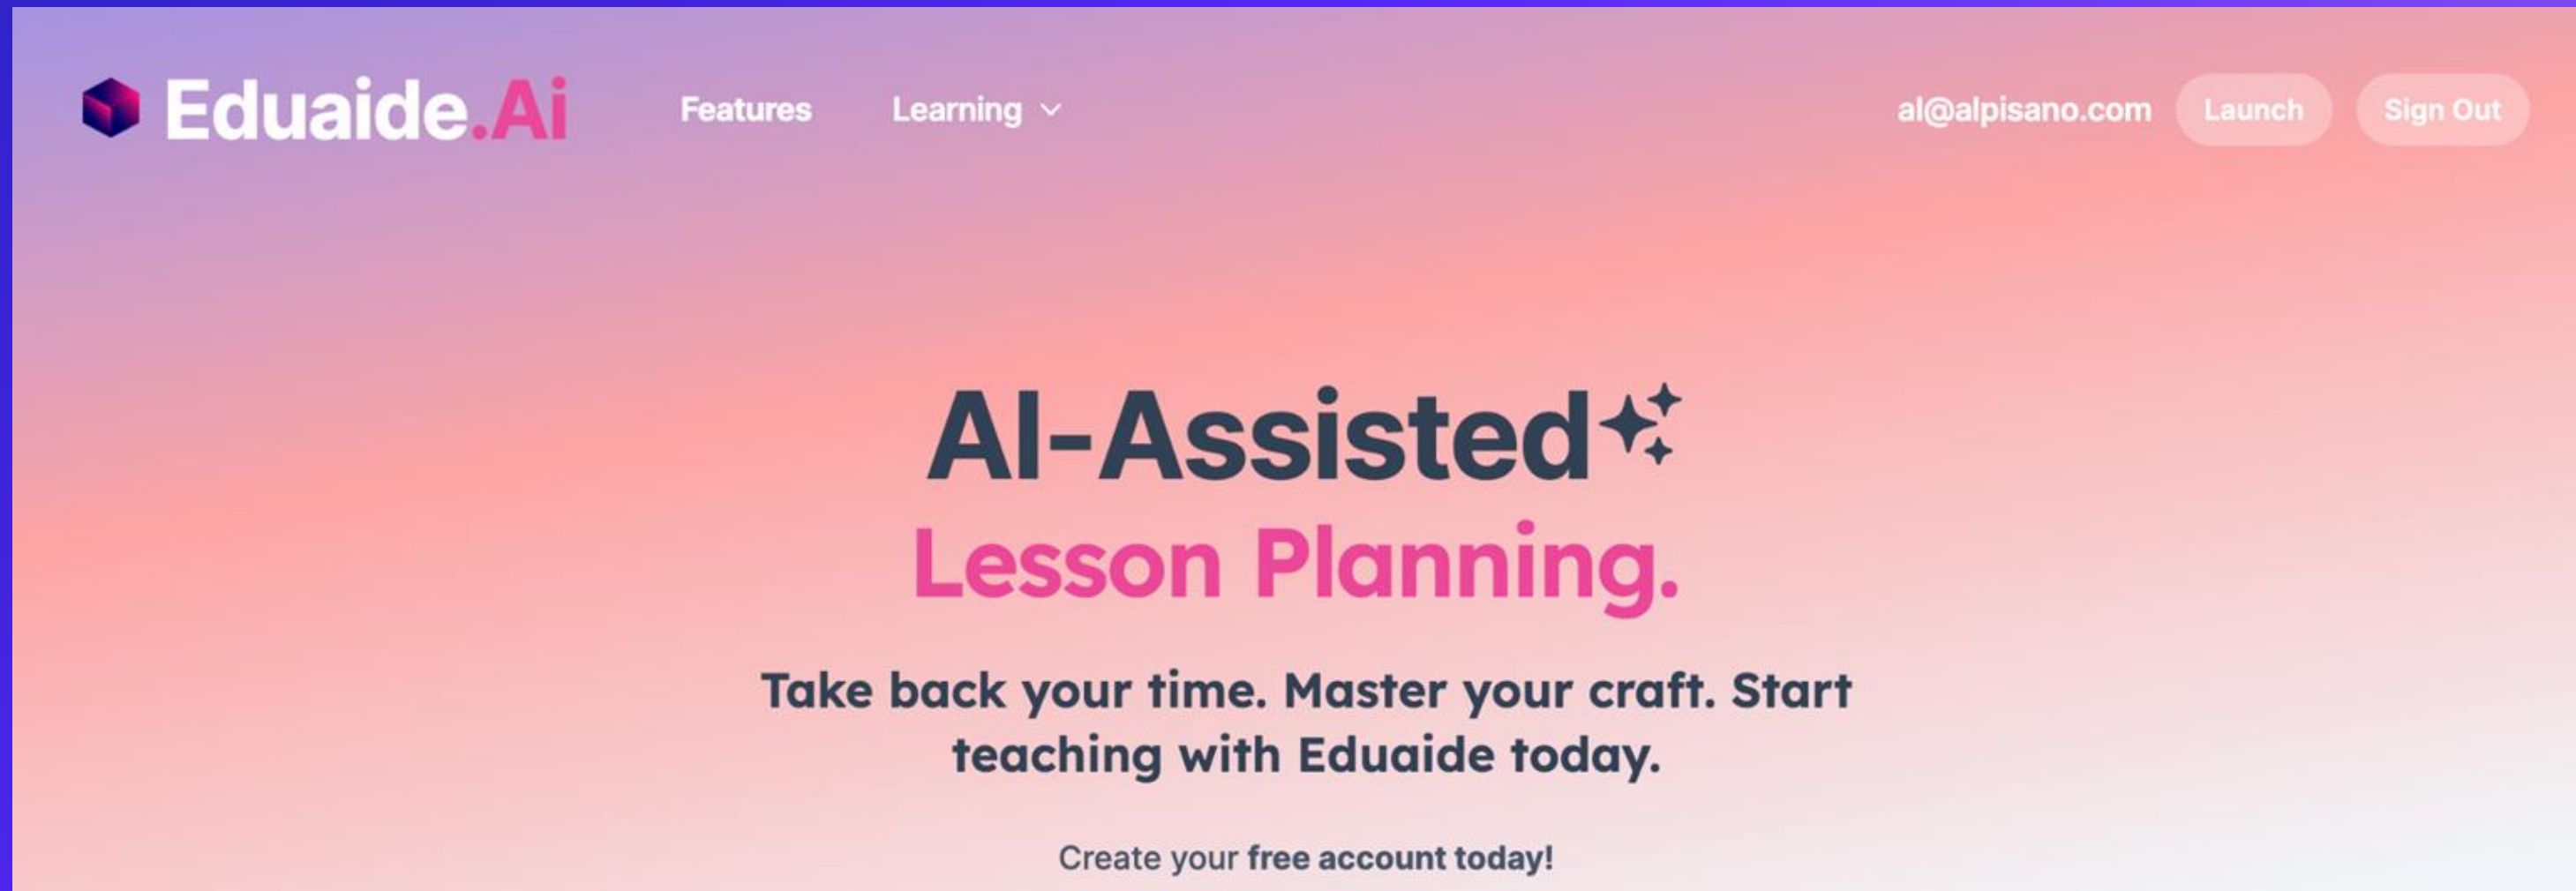 Eduaide.Ai Features Learning al@alpisano.com Launch Sign Out
AI-Assisted
Lesson Planning.
Take back your time. Master your craft. Start
teaching with Eduaide today.
Create your free account today!